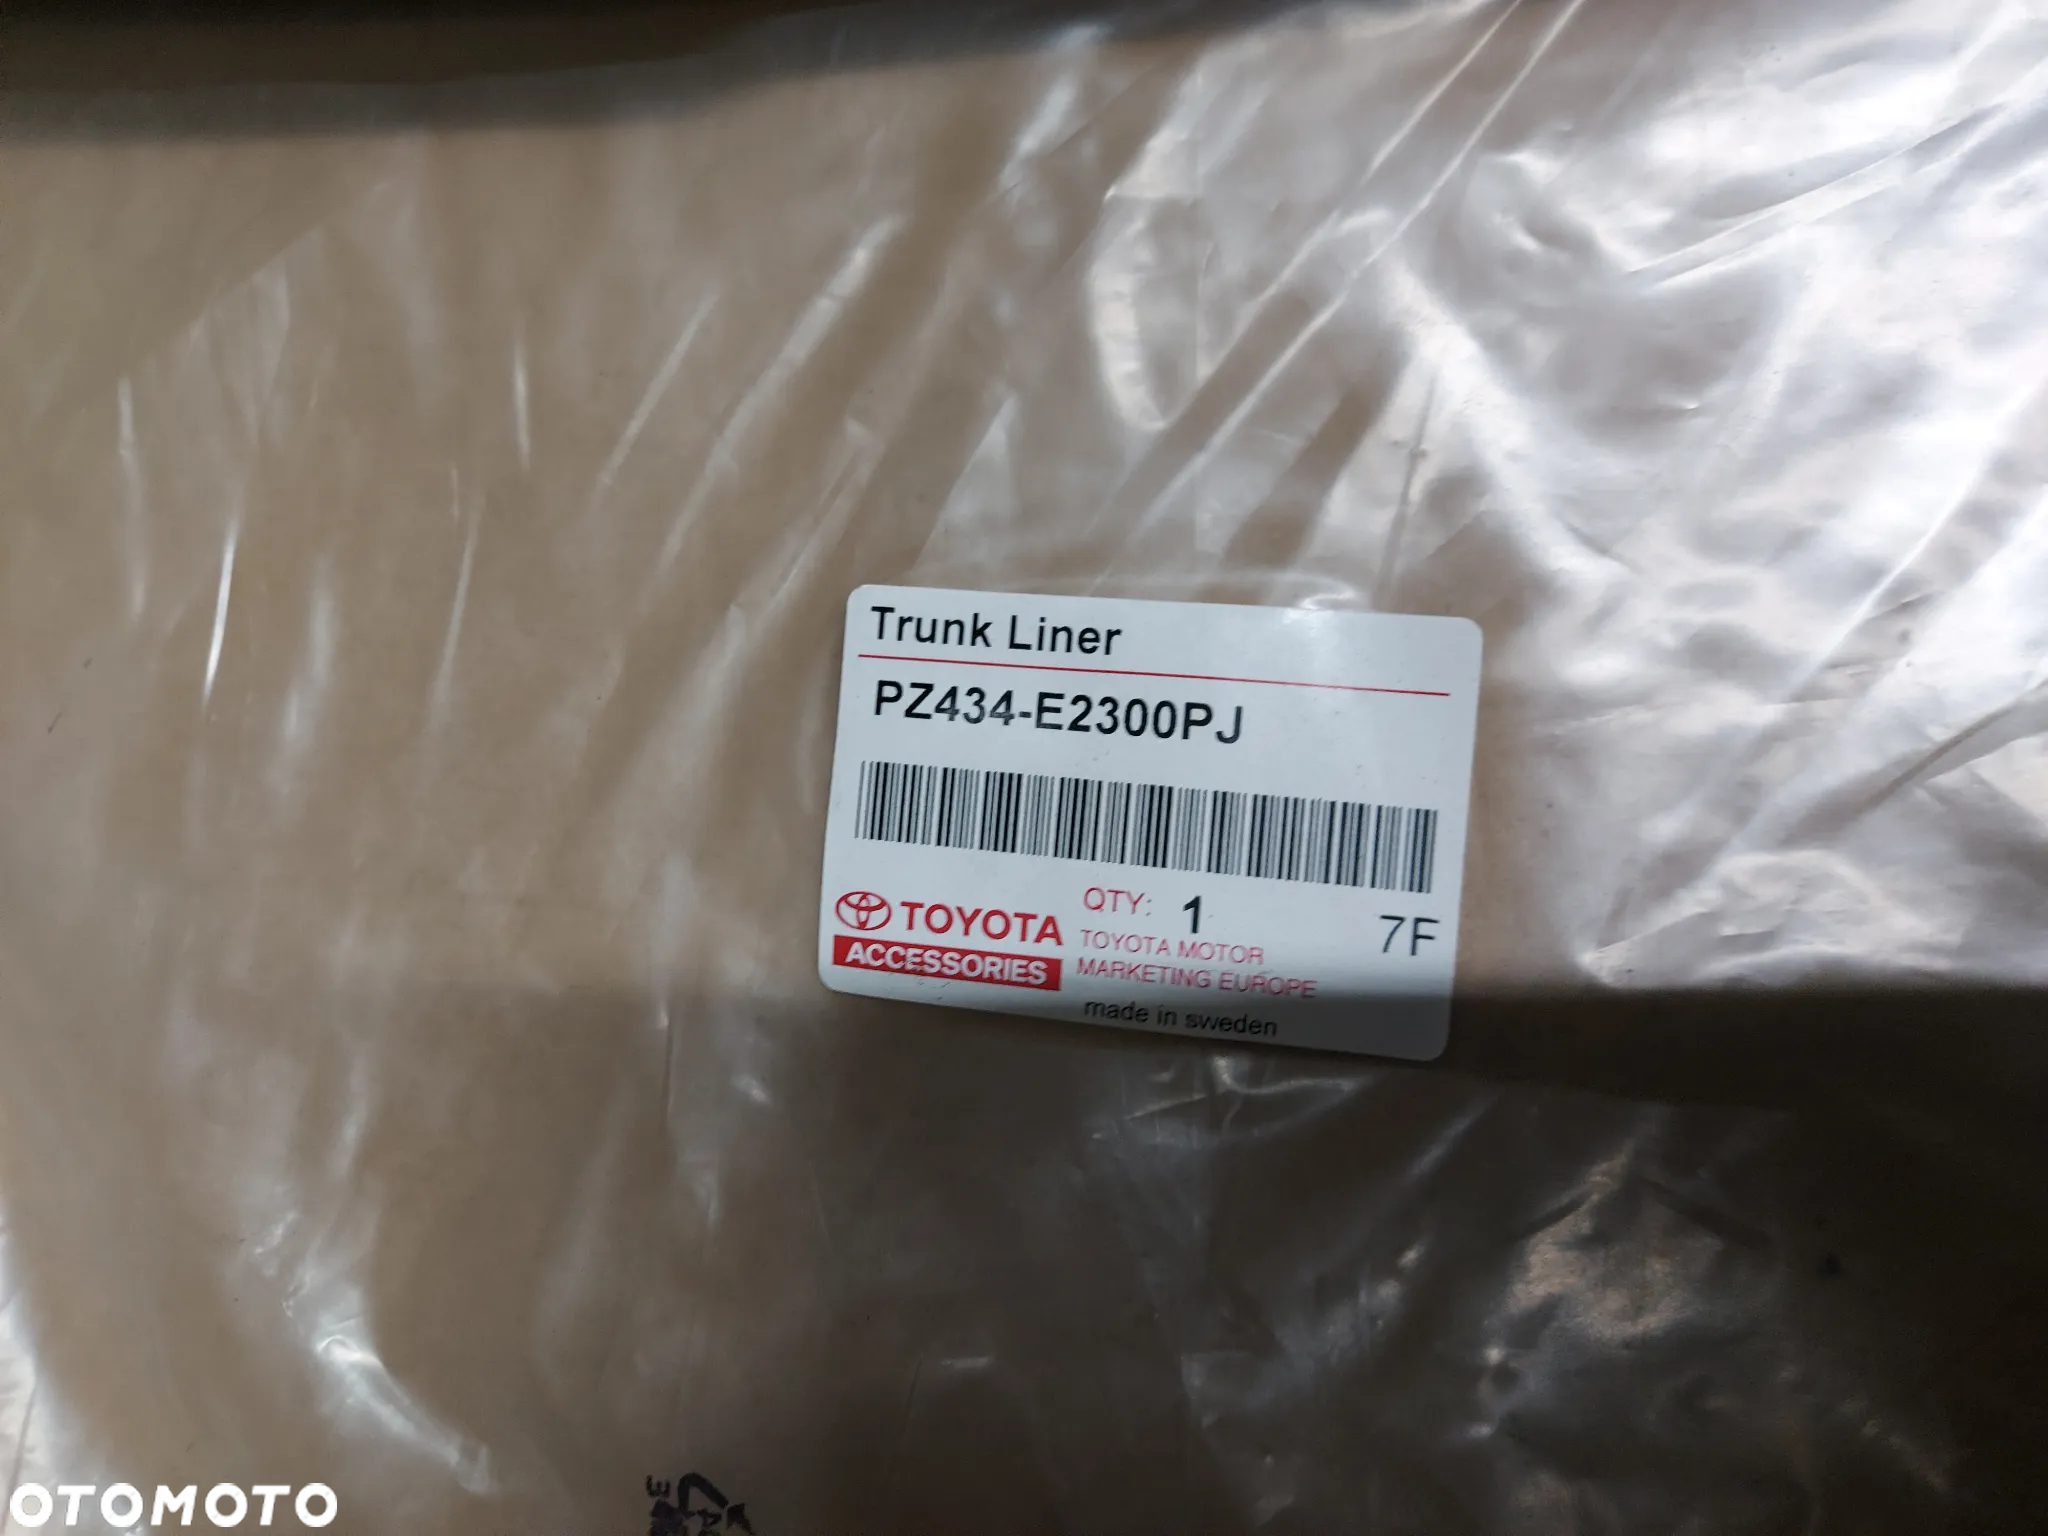 Trunk Liner
PZ434-E2300PJ
QTY: 1
7F
TOYOTA
ACCESSORIES
TOYOTA MOTOR
MARKETING EUROPE
made in sweden
OTOMOTO